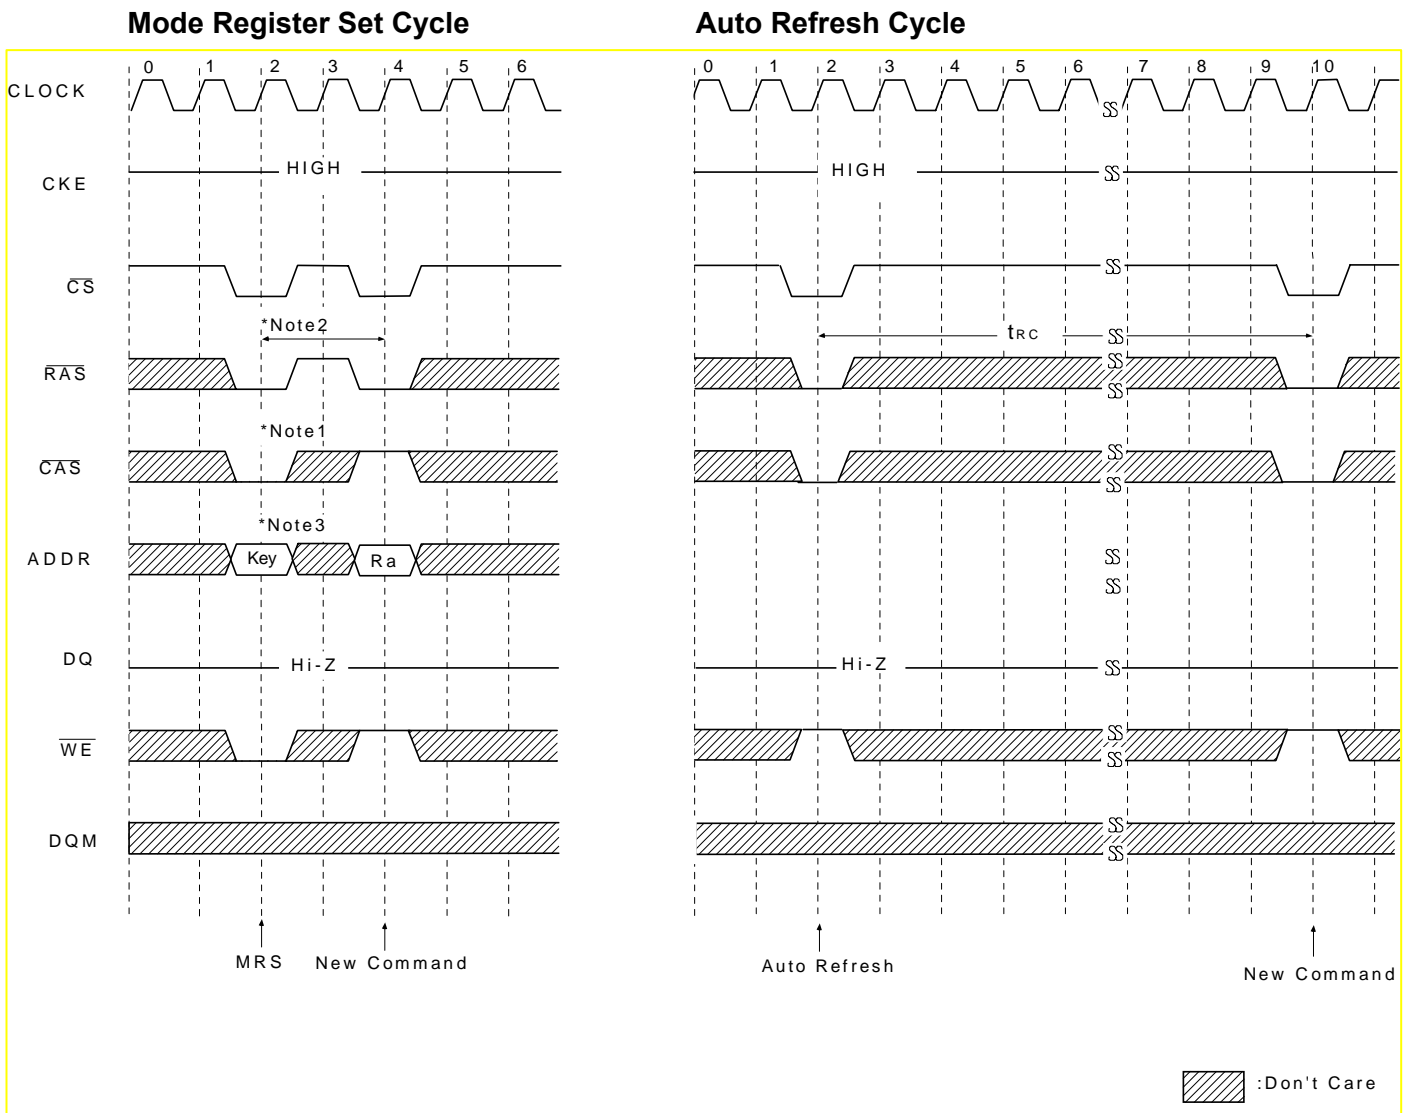 Mode Register Set Cycle Auto Refresh Cycle
0 1 2 3 4 5 6 0 1 2 3 4 5 6 7 8 9 10
CLOCK
HIGH HIGH
CKE
CS
*Note2 tRC
RAS
*Note1
CAS
*Note3
ADDR Key Ra
DQ Hi-Z Hi-Z
WE
DQM
MRS New Command Auto Refresh New Command
:Don't Care